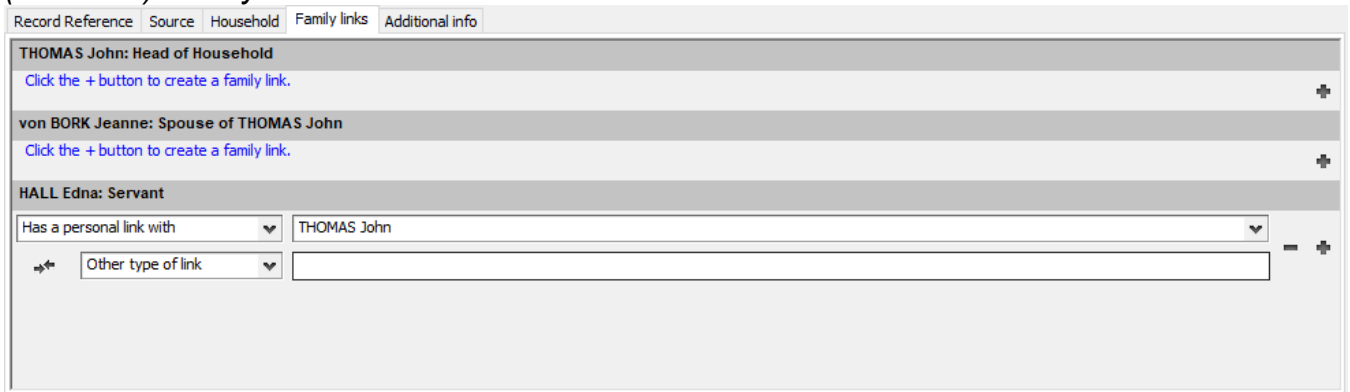 Record Reference Source Household Family links Additional info
THOMAS John: Head of Household
Click the + button to create a family link.
von BORK Jeanne: Spouse of THOMAS John
Click the + button to create a family link.
HALL Edna: Servant
Has a personal link with THOMAS John
Other type of link